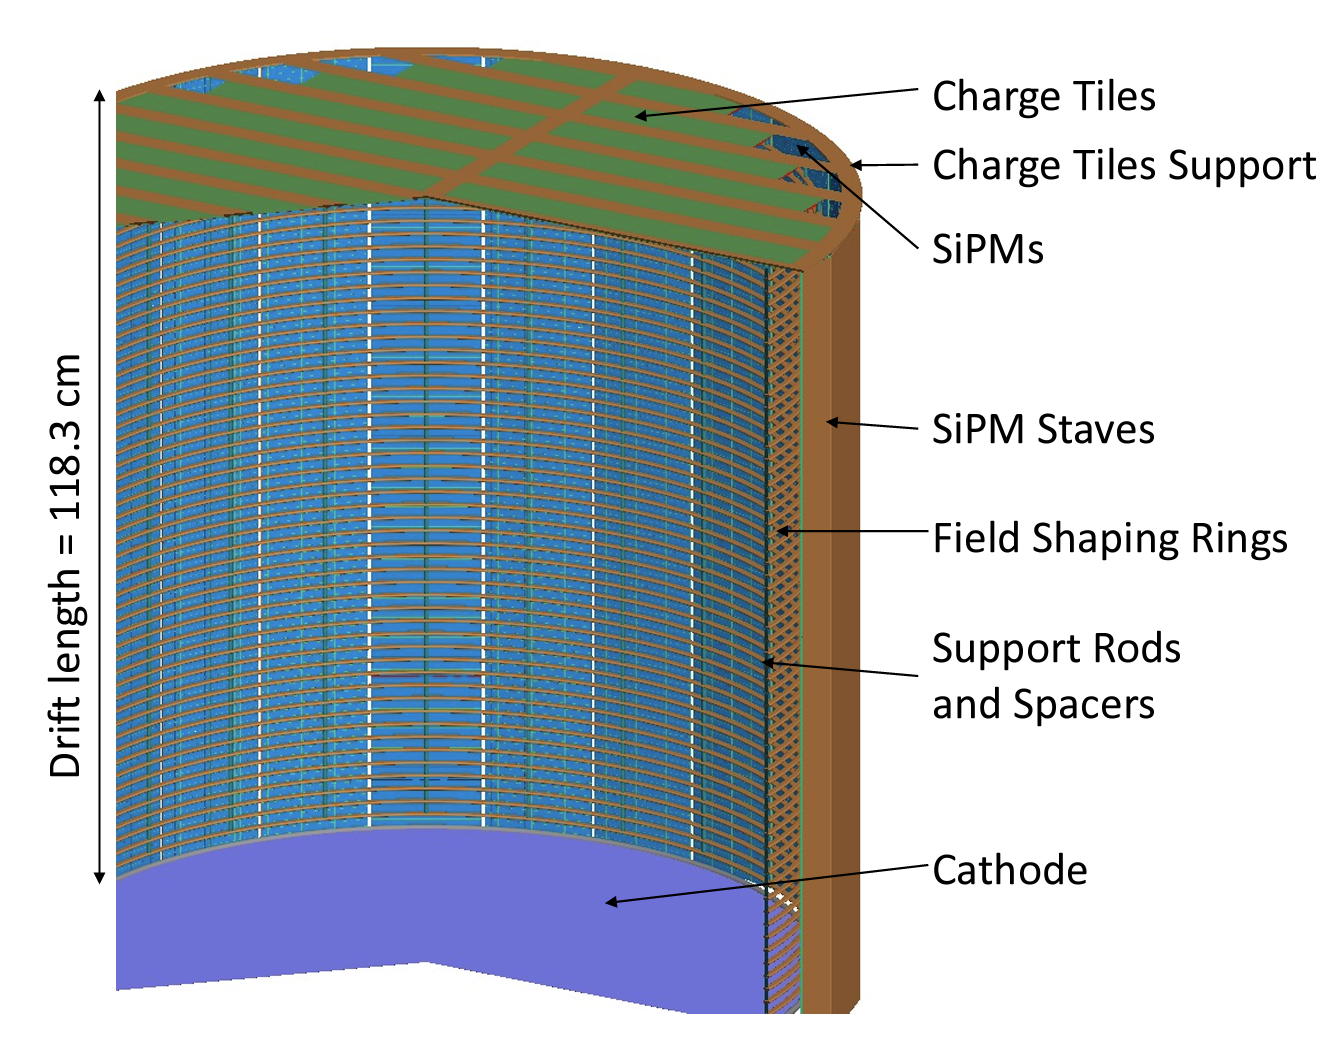 Charge Tiles
Charge Tiles Support
SiPMs
SiPM Staves
Field Shaping Rings
Support Rods
and Spacers
Cathode
Drift length = 118.3 cm